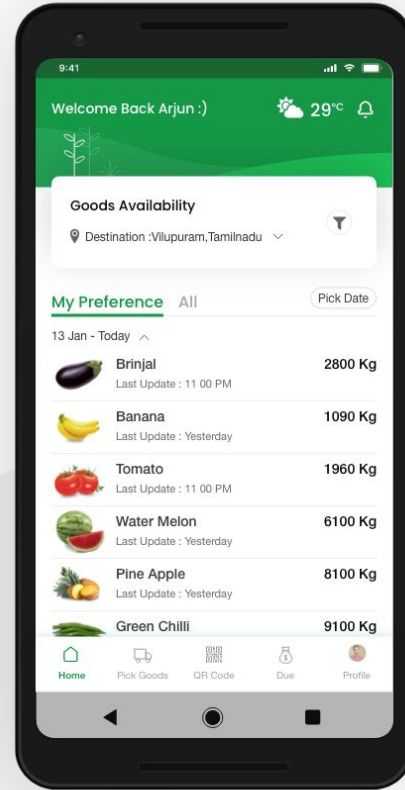 9:41
Welcome Back Arjun :)
29°C
Goods Availability
Destination :Vilupuram,Tamilnadu
My Preference All Pick Date
13 Jan - Today
Brinjal 2800 Kg
Last Update : 11 00 PM
Banana 1090 Kg
Last Update : Yesterday
Tomato 1960 Kg
Last Update : 11 00 PM
Water Melon 6100 Kg
Last Update : Yesterday
Pine Apple 8100 Kg
Last Update : Yesterday
Green Chilli 9100 Kg
Home Pick Goods QR Code Due Profile